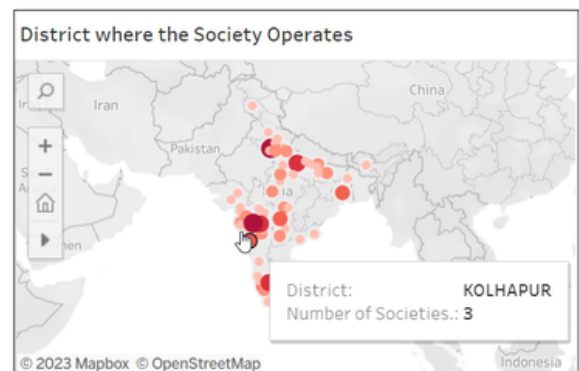 District where the Society Operates
China
Iran
Pakistan
District: KOLHAPUR
Number of Societies.: 3
© 2023 Mapbox © OpenStreetMap
Indonesia